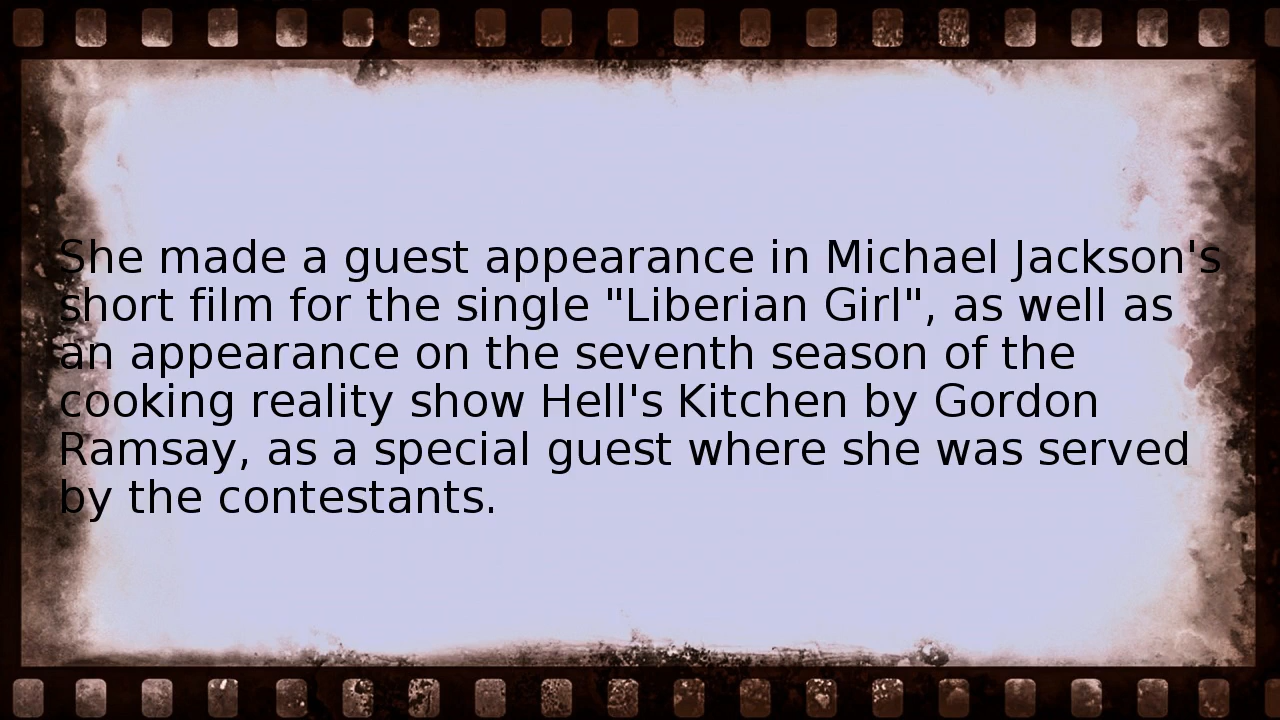 She made a guest appearance in Michael Jackson's
short film for the single "Liberian Girl", as well as
an appearance on the seventh season of the
cooking reality show Hell's Kitchen by Gordon
Ramsay, as a special guest where she was served
by the contestants.